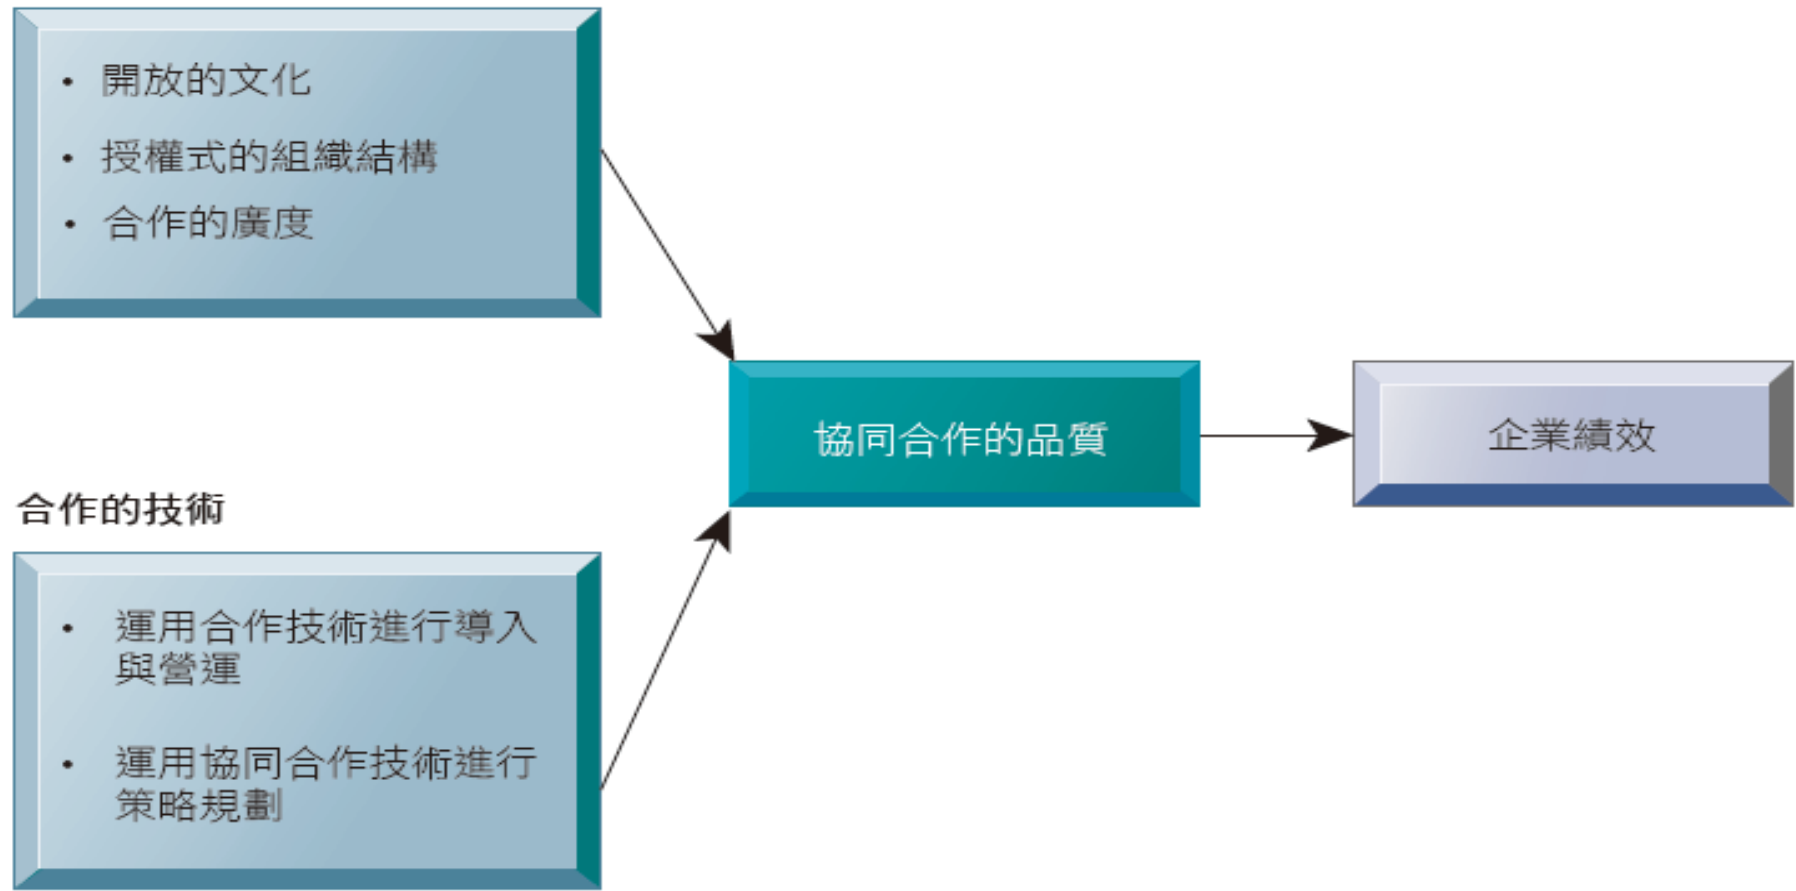 • 開放的文化
• 授權式的組織結構
• 合作的廣度
合作的技術
• 運用合作技術進行導入
與營運
• 運用協同合作技術進行
策略規劃
協同合作的品質
企業績效